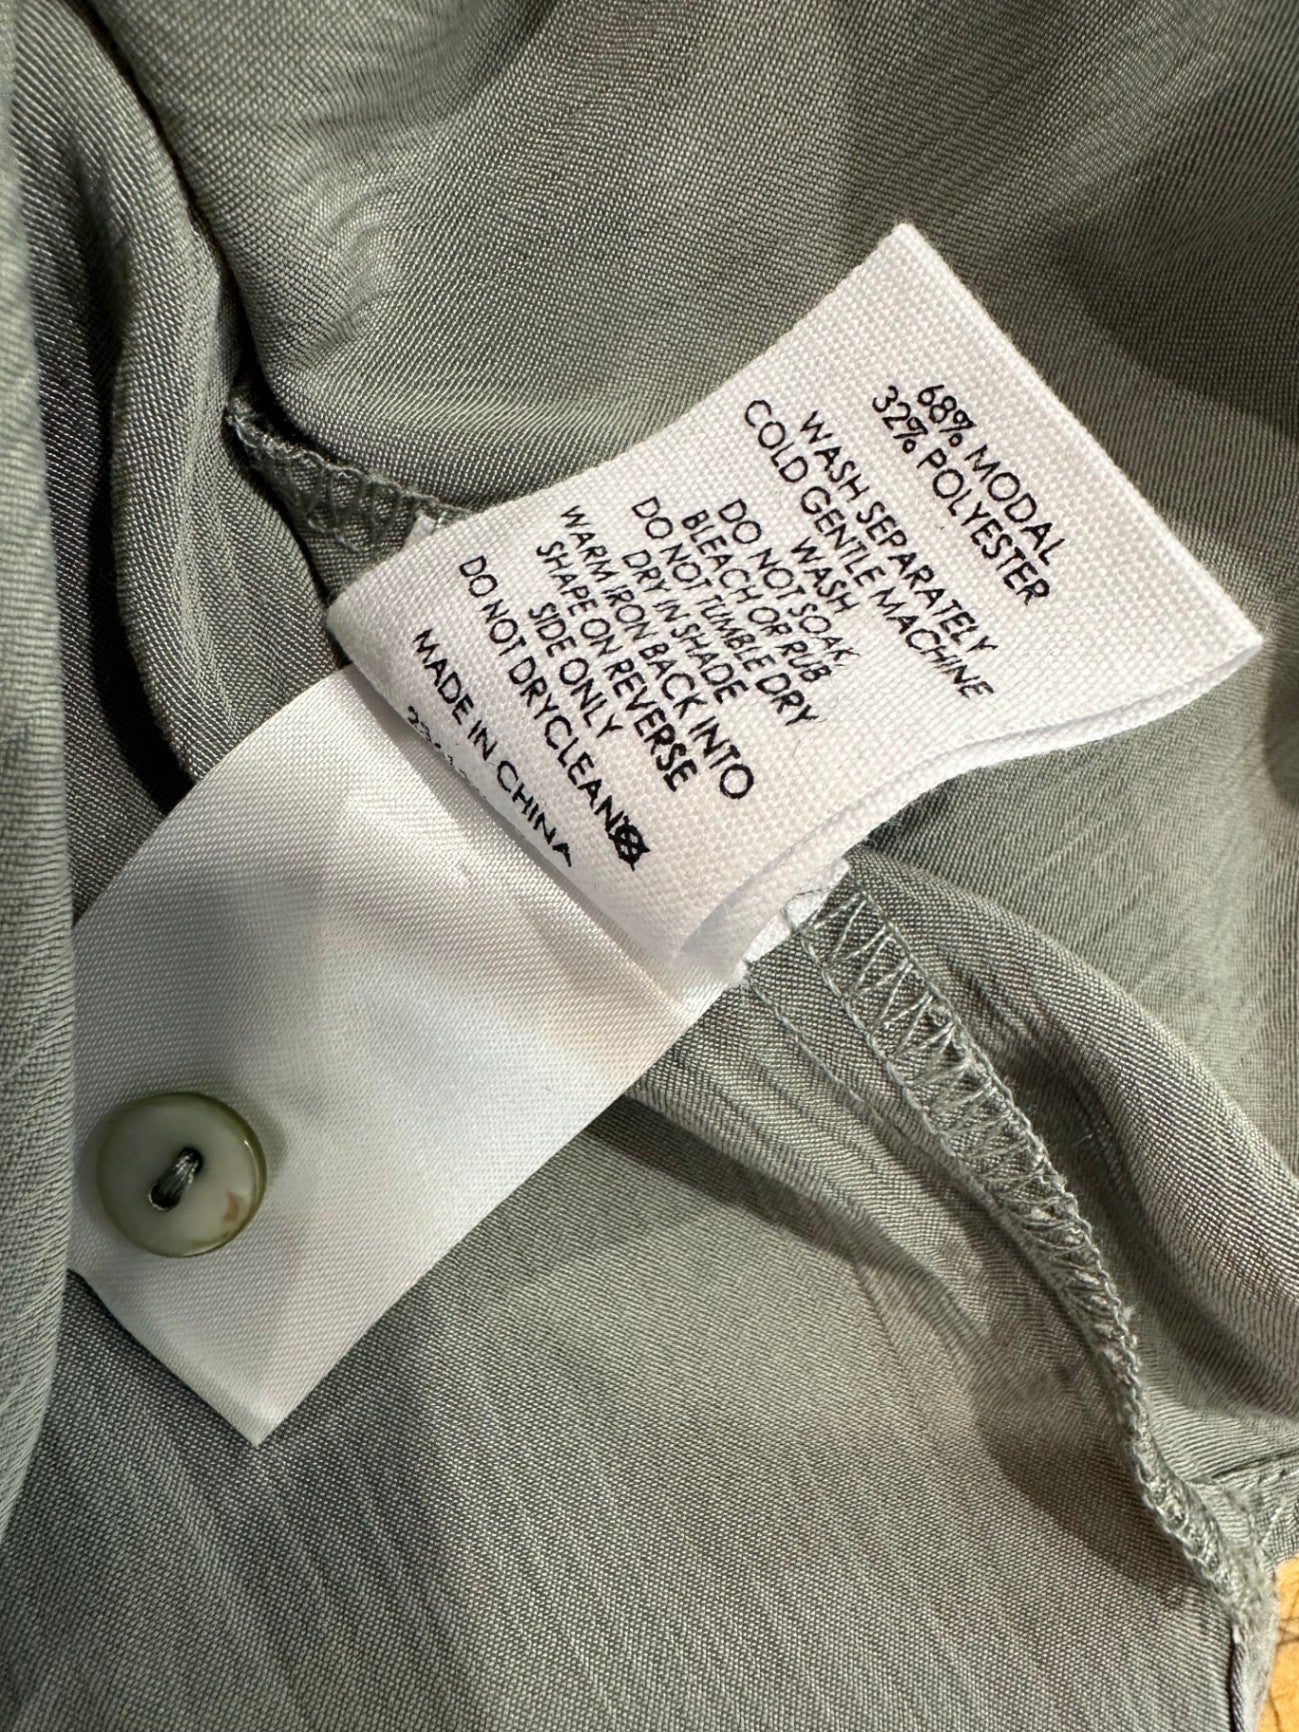 68% MODAL
32% POLYESTER
WASH SEPARATELY
COLD GENTLE MACHINE
WASH
DO NOT SOAK,
BLEACH OR RUB
DO NOT TUMBLE DRY
DRY IN SHADE
WARM IRON BACK INTO
SHAPE ON REVERSE
SIDE ONLY
DO NOT DRYCLEAN
MADE IN CHINA